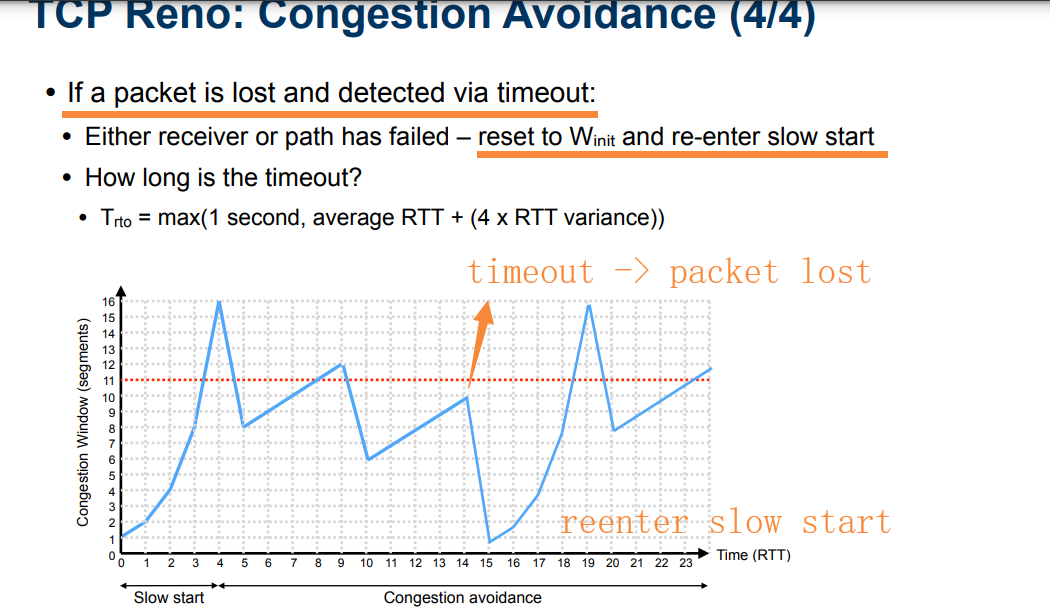 TCP Reno: Congestion Avoidance (4/4)
• If a packet is lost and detected via timeout:
• Either receiver or path has failed – reset to Winit and re-enter slow start
• How long is the timeout?
• Trto = max(1 second, average RTT + (4 x RTT variance))
timeout -> packet lost
Congestion Window (segments)
16
15
14
13
12
11
10
9
8
7
6
5
4
3
2
1
0
reenter slow start
0 1 2 3 4 5 6 7 8 9 10 11 12 13 14 15 16 17 18 19 20 21 22 23
Time (RTT)
Slow start
Congestion avoidance